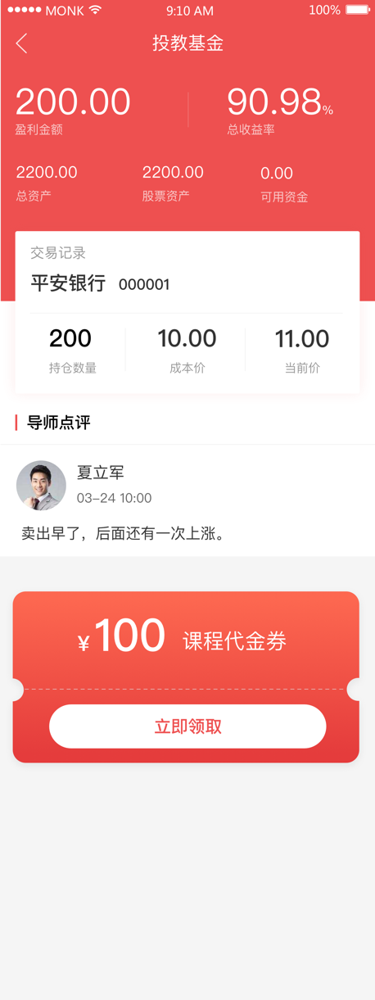 MONK 9:10 AM 100%
投教基金
200.00 90.98%
盈利金额 总收益率
2200.00 2200.00 0.00
总资产 股票资产 可用资金
交易记录
平安银行 000001
200 10.00 11.00
持仓数量 成本价 当前价
导师点评
夏立军
03-24 10:00
卖出早了，后面还有一次上涨。
¥100 课程代金券
立即领取